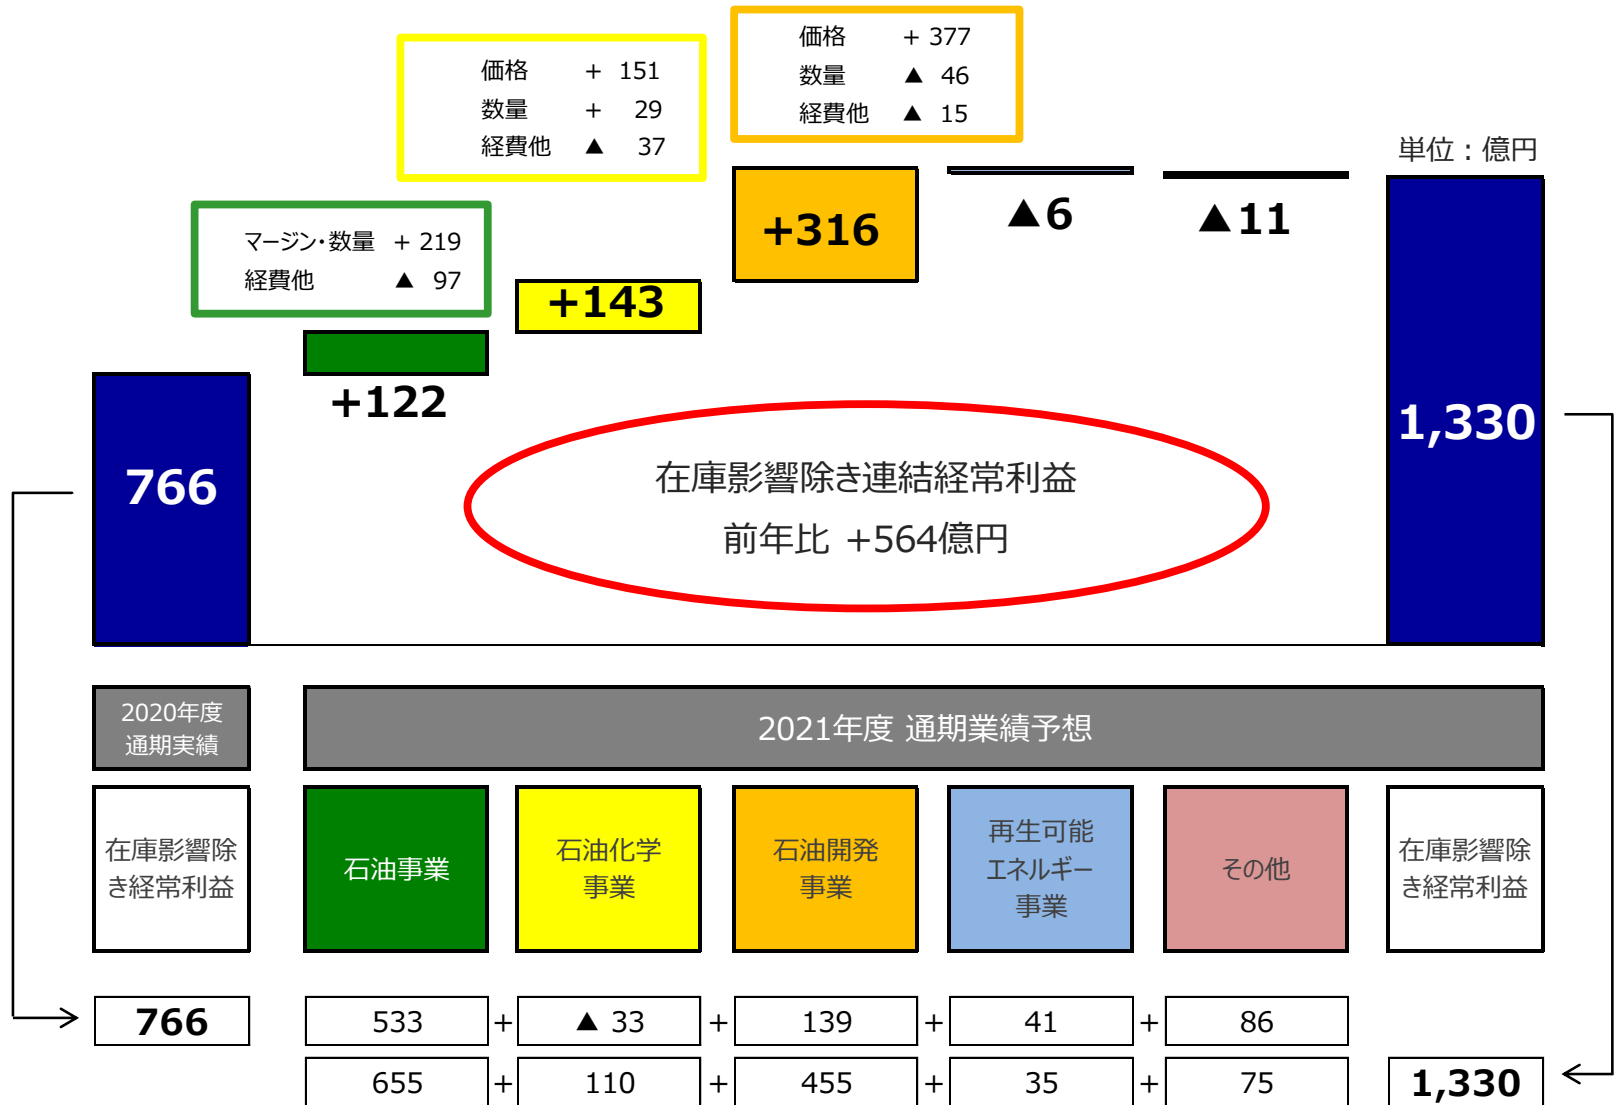 価格 + 377
数量 ▲ 46
経費他 ▲ 15
価格 + 151
数量 + 29
経費他 ▲ 37
単位：億円
マージン・数量 + 219
経費他 ▲ 97
+316
▲6
▲11
+143
+122
766
1,330
在庫影響除き連結経常利益
前年比 +564億円
2020年度
通期実績
2021年度 通期業績予想
在庫影響除
き経常利益
石油事業
石油化学
事業
石油開発
事業
再生可能
エネルギー
事業
その他
在庫影響除
き経常利益
766 533 + ▲ 33 + 139 + 41 + 86
655 + 110 + 455 + 35 + 75 1,330